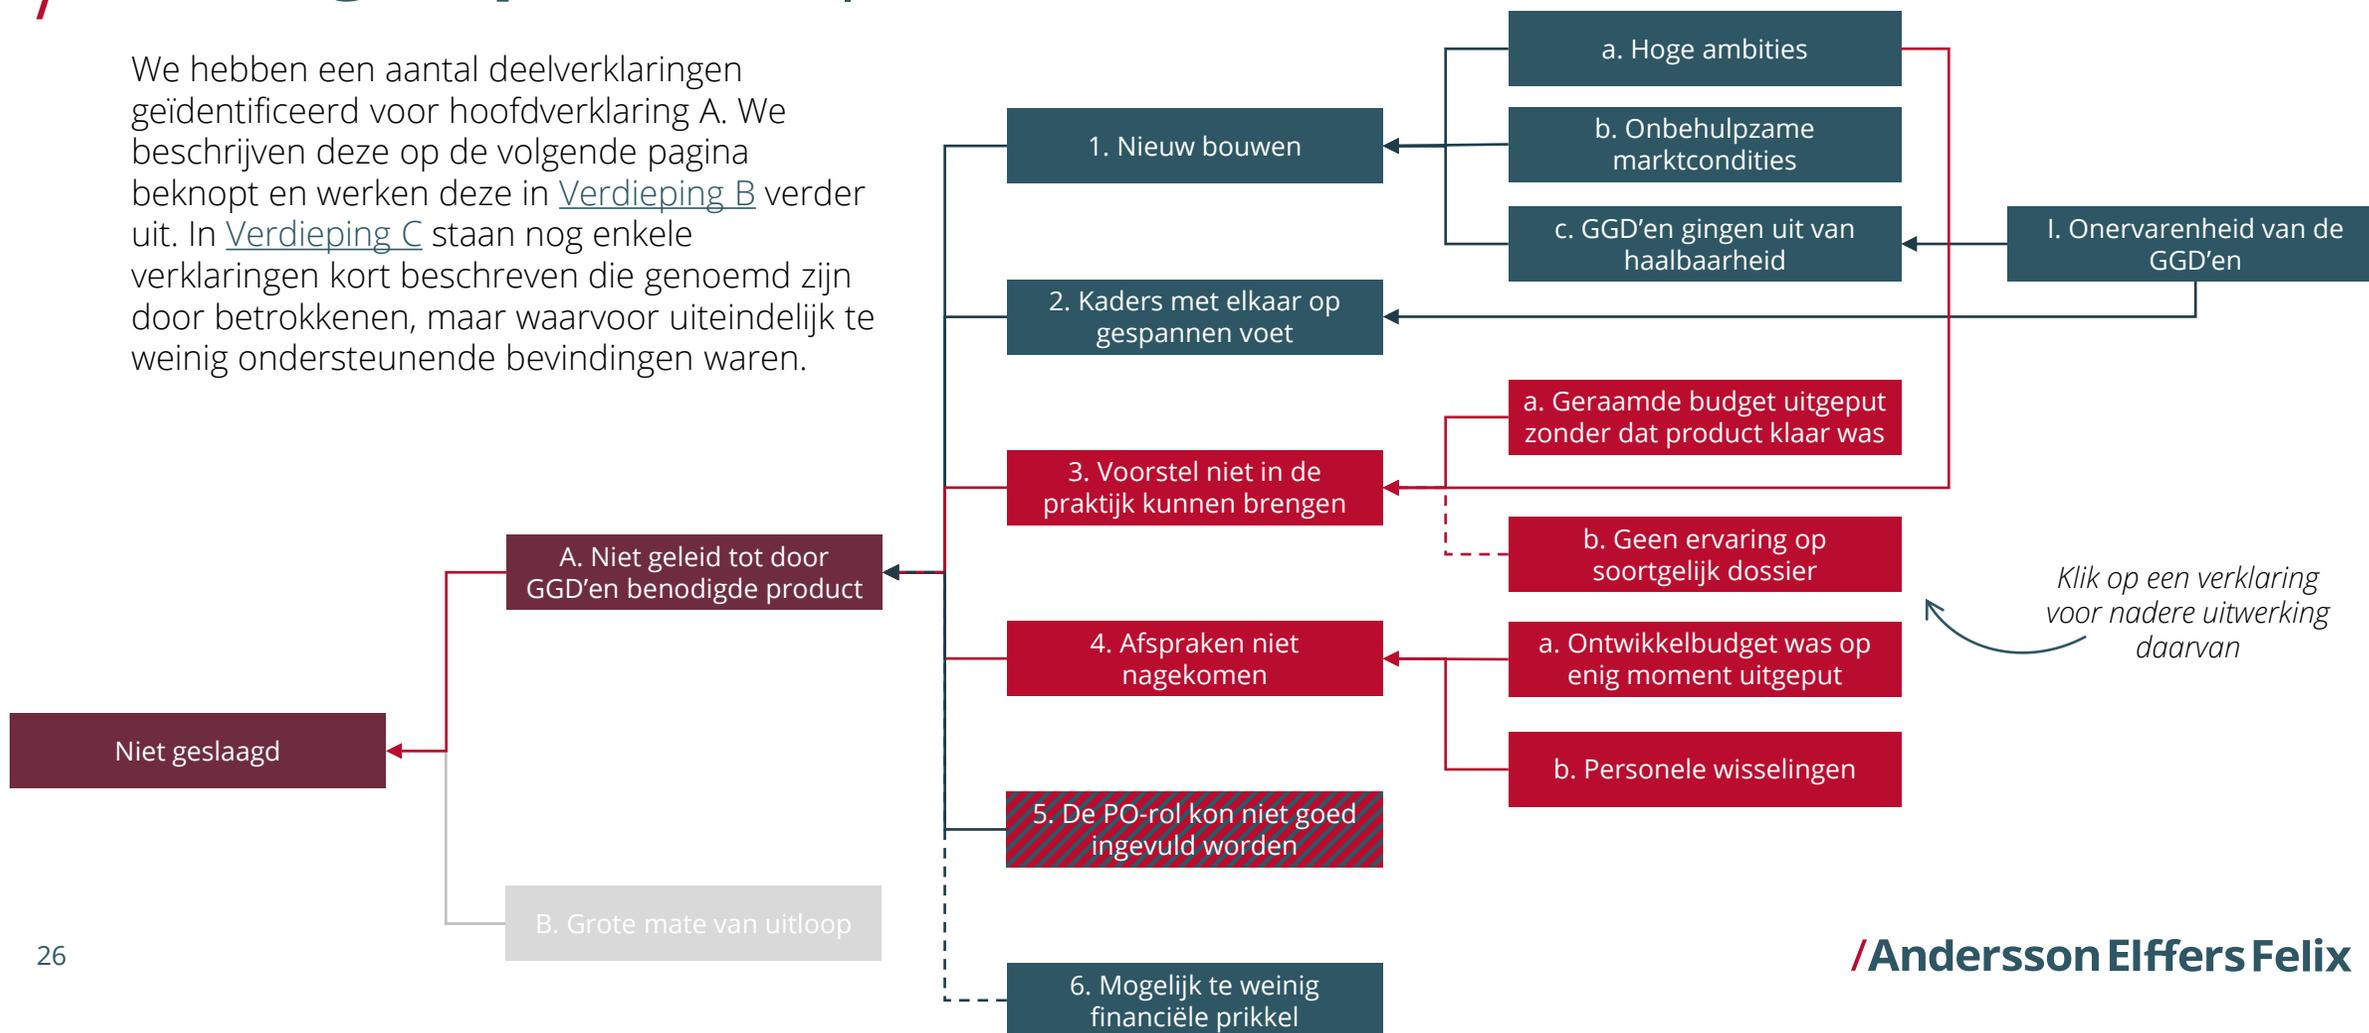 We hebben een aantal deelverklaringen
geïdentificeerd voor hoofdverklaring A. We
beschrijven deze op de volgende pagina
beknopt en werken deze in Verdieping B verder
uit. In Verdieping C staan nog enkele
verklaringen kort beschreven die genoemd zijn
door betrokkenen, maar waarvoor uiteindelijk te
weinig ondersteunende bevindingen waren.
Niet geslaagd
A. Niet geleid tot door
GGD'en benodigde product
B. Grote mate van uitloop
1. Nieuw bouwen
2. Kaders met elkaar op
gespannen voet
3. Voorstel niet in de
praktijk kunnen brengen
4. Afspraken niet
nagekomen
5. De PO-rol kon niet goed
ingevuld worden
6. Mogelijk te weinig
financiële prikkel
a. Hoge ambities
b. Onbehulpzame
marktcondities
c. GGD'en gingen uit van
haalbaarheid
a. Geraamde budget uitgeput
zonder dat product klaar was
b. Geen ervaring op
soortgelijk dossier
a. Ontwikkelbudget was op
enig moment uitgeput
b. Personele wisselingen
I. Onervarenheid van de
GGD'en
Klik op een verklaring
voor nadere uitwerking
daarvan
26
/Andersson Elffers Felix